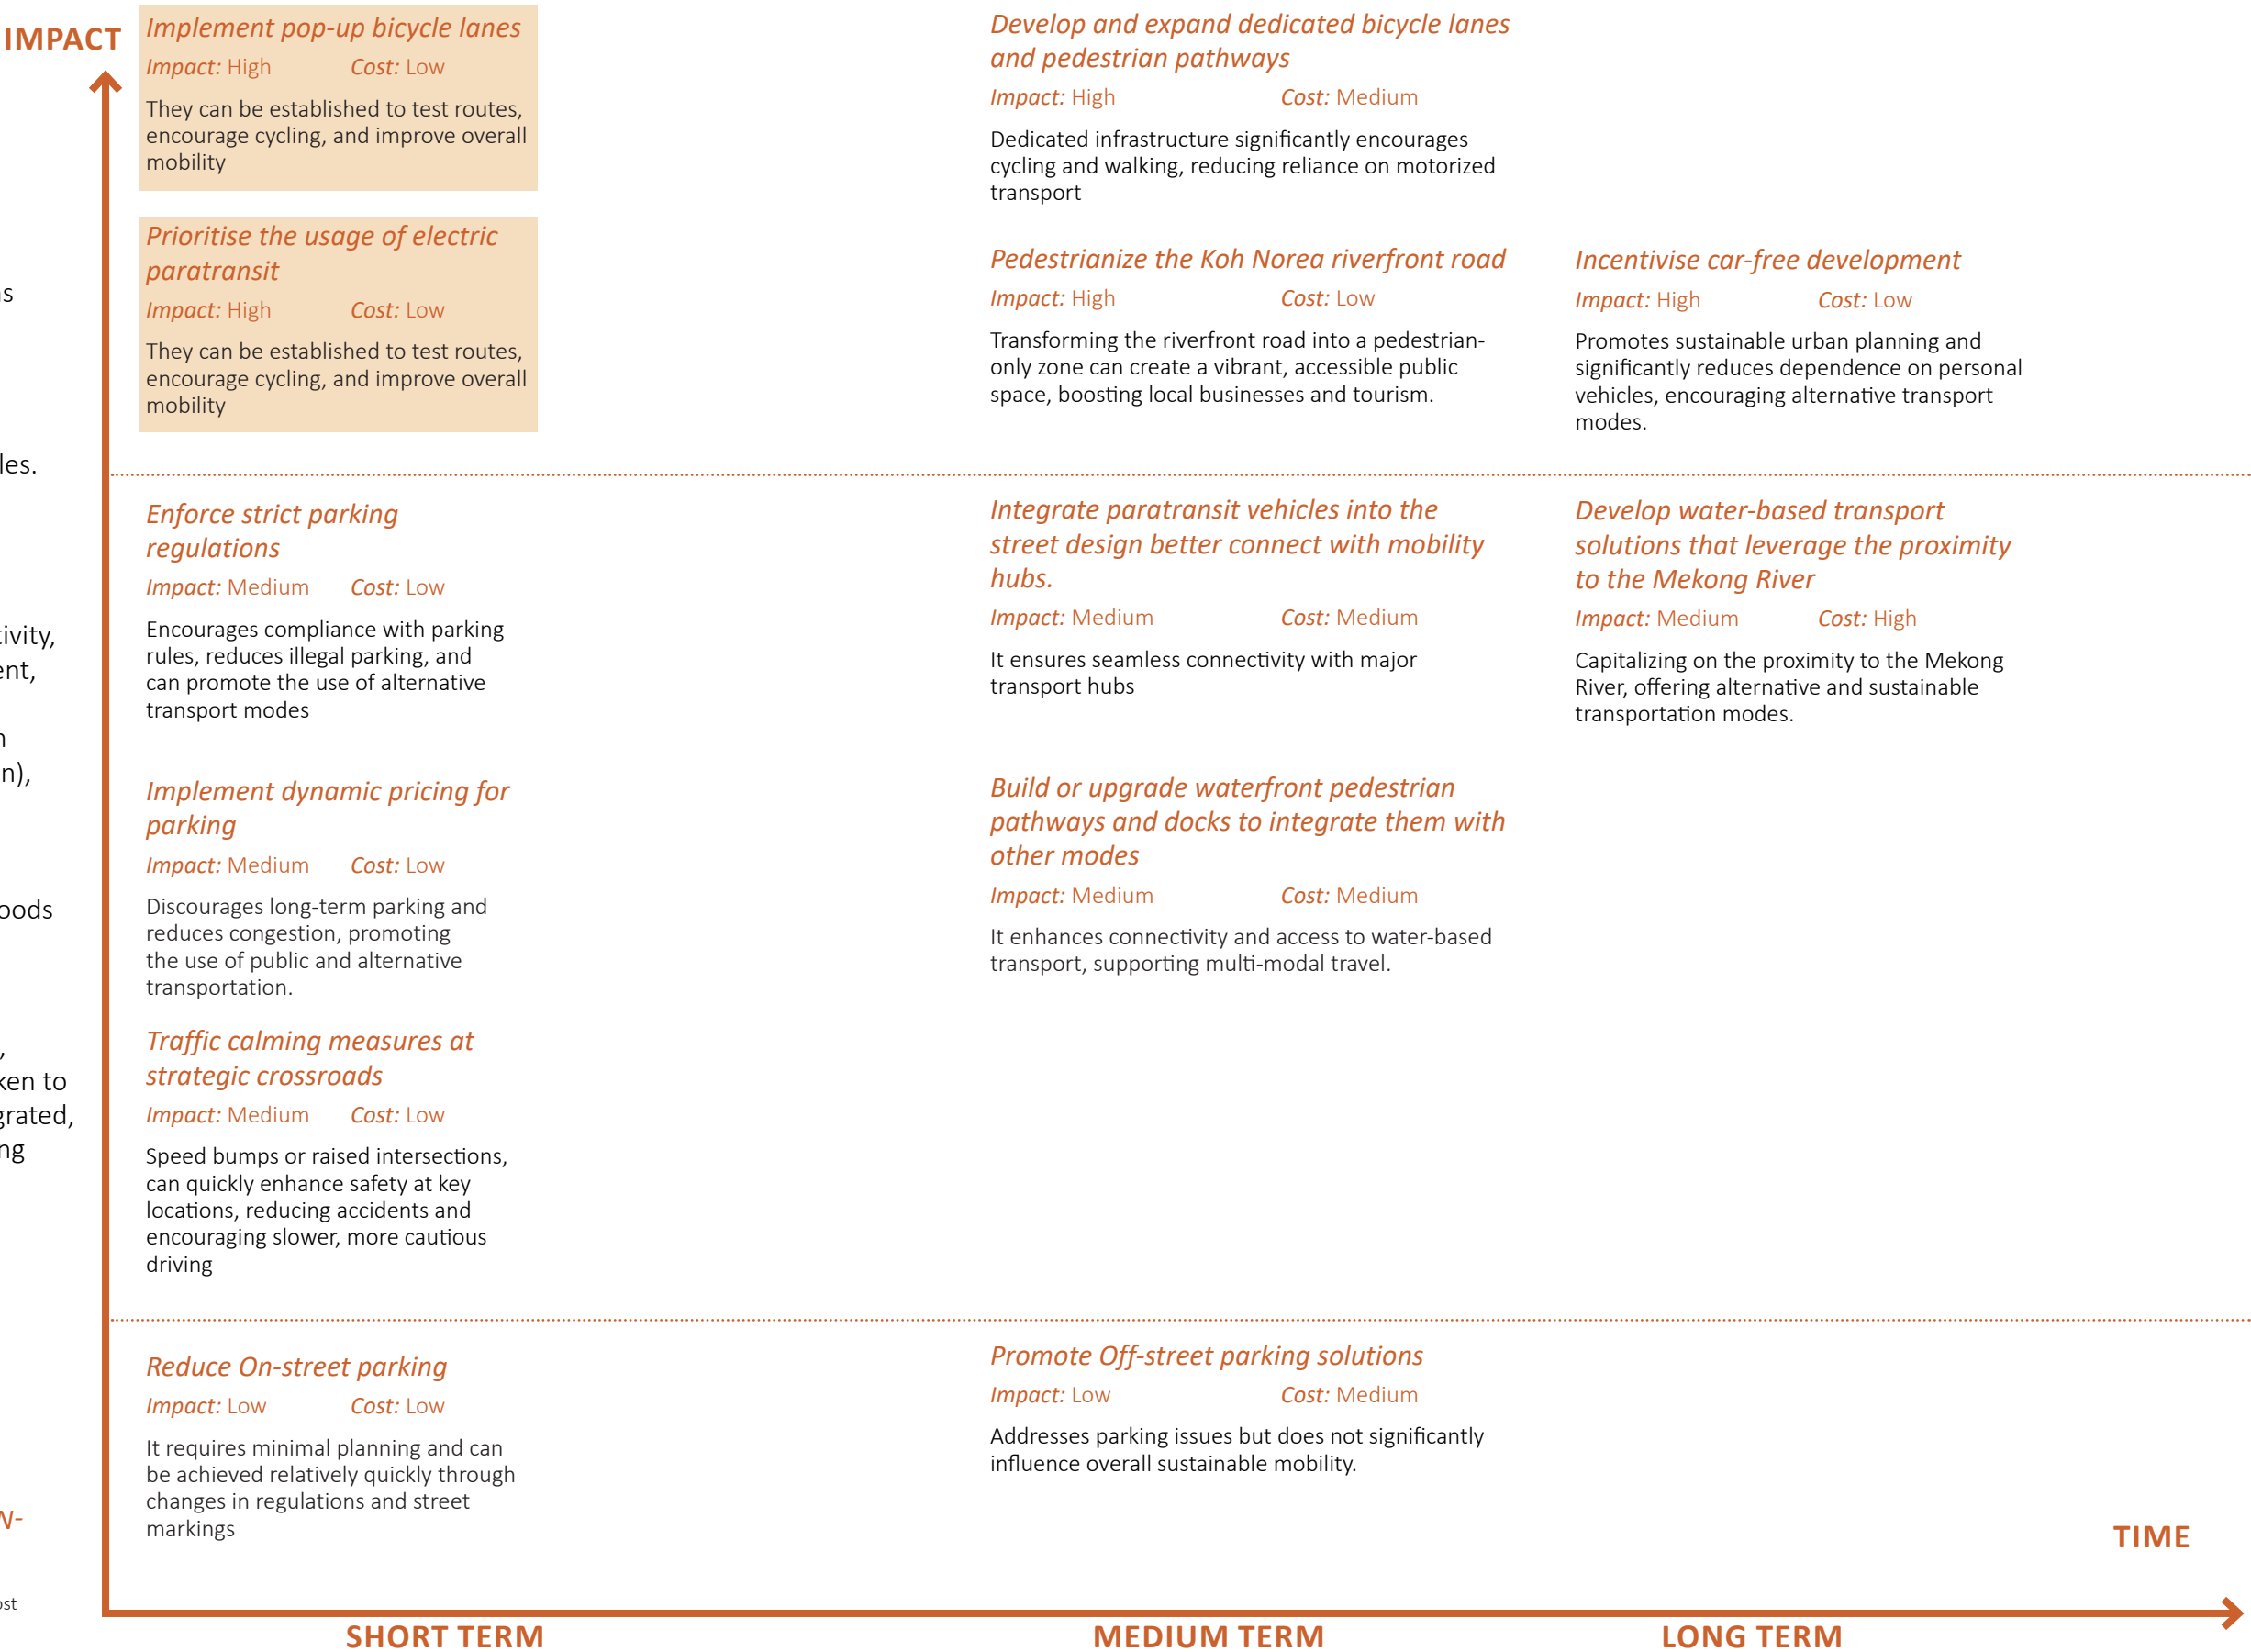 IMPACT
Implement pop-up bicycle lanes
Impact: High Cost: Low
They can be established to test routes,
encourage cycling, and improve overall
mobility
Prioritise the usage of electric
paratransit
Impact: High Cost: Low
They can be established to test routes,
encourage cycling, and improve overall
mobility
Develop and expand dedicated bicycle lanes
and pedestrian pathways
Impact: High Cost: Medium
Dedicated infrastructure significantly encourages
cycling and walking, reducing reliance on motorized
transport
Pedestrianize the Koh Norea riverfront road
Impact: High Cost: Low
Transforming the riverfront road into a pedestrian-
only zone can create a vibrant, accessible public
space, boosting local businesses and tourism.
Incentivise car-free development
Impact: High Cost: Low
Promotes sustainable urban planning and
significantly reduces dependence on personal
vehicles, encouraging alternative transport
modes.
Enforce strict parking
regulations
Impact: Medium Cost: Low
Encourages compliance with parking
rules, reduces illegal parking, and
can promote the use of alternative
transport modes
Implement dynamic pricing for
parking
Impact: Medium Cost: Low
Discourages long-term parking and
reduces congestion, promoting
the use of public and alternative
transportation.
Traffic calming measures at
strategic crossroads
Impact: Medium Cost: Low
Speed bumps or raised intersections,
can quickly enhance safety at key
locations, reducing accidents and
encouraging slower, more cautious
driving
Integrate paratransit vehicles into the
street design better connect with mobility
hubs.
Impact: Medium Cost: Medium
It ensures seamless connectivity with major
transport hubs
Build or upgrade waterfront pedestrian
pathways and docks to integrate them with
other modes
Impact: Medium Cost: Medium
It enhances connectivity and access to water-based
transport, supporting multi-modal travel.
Develop water-based transport
solutions that leverage the proximity
to the Mekong River
Impact: Medium Cost: High
Capitalizing on the proximity to the Mekong
River, offering alternative and sustainable
transportation modes.
Reduce On-street parking
Impact: Low Cost: Low
It requires minimal planning and can
be achieved relatively quickly through
changes in regulations and street
markings
Promote Off-street parking solutions
Impact: Low Cost: Medium
Addresses parking issues but does not significantly
influence overall sustainable mobility.
TIME
SHORT TERM
MEDIUM TERM
LONG TERM